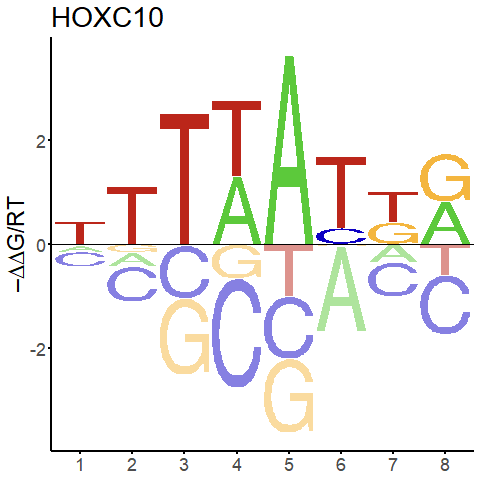 HOXC10
−ΔΔG/RT
2
0
-2
T T T T A T T G
A C G A
A G C G T A A T
C A G C C C C
C G
1 2 3 4 5 6 7 8